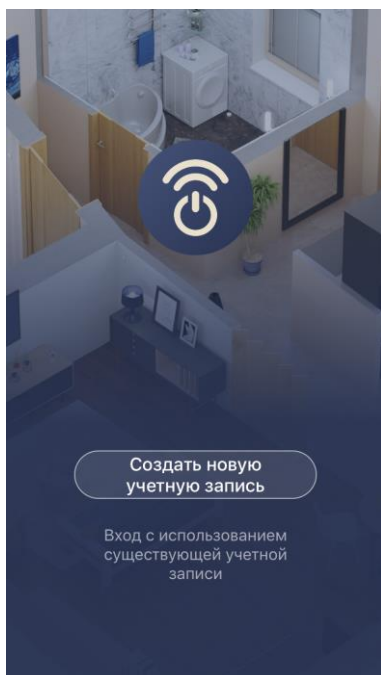 Создать новую
учетную запись
Вход с использованием
существующей учетной
записи